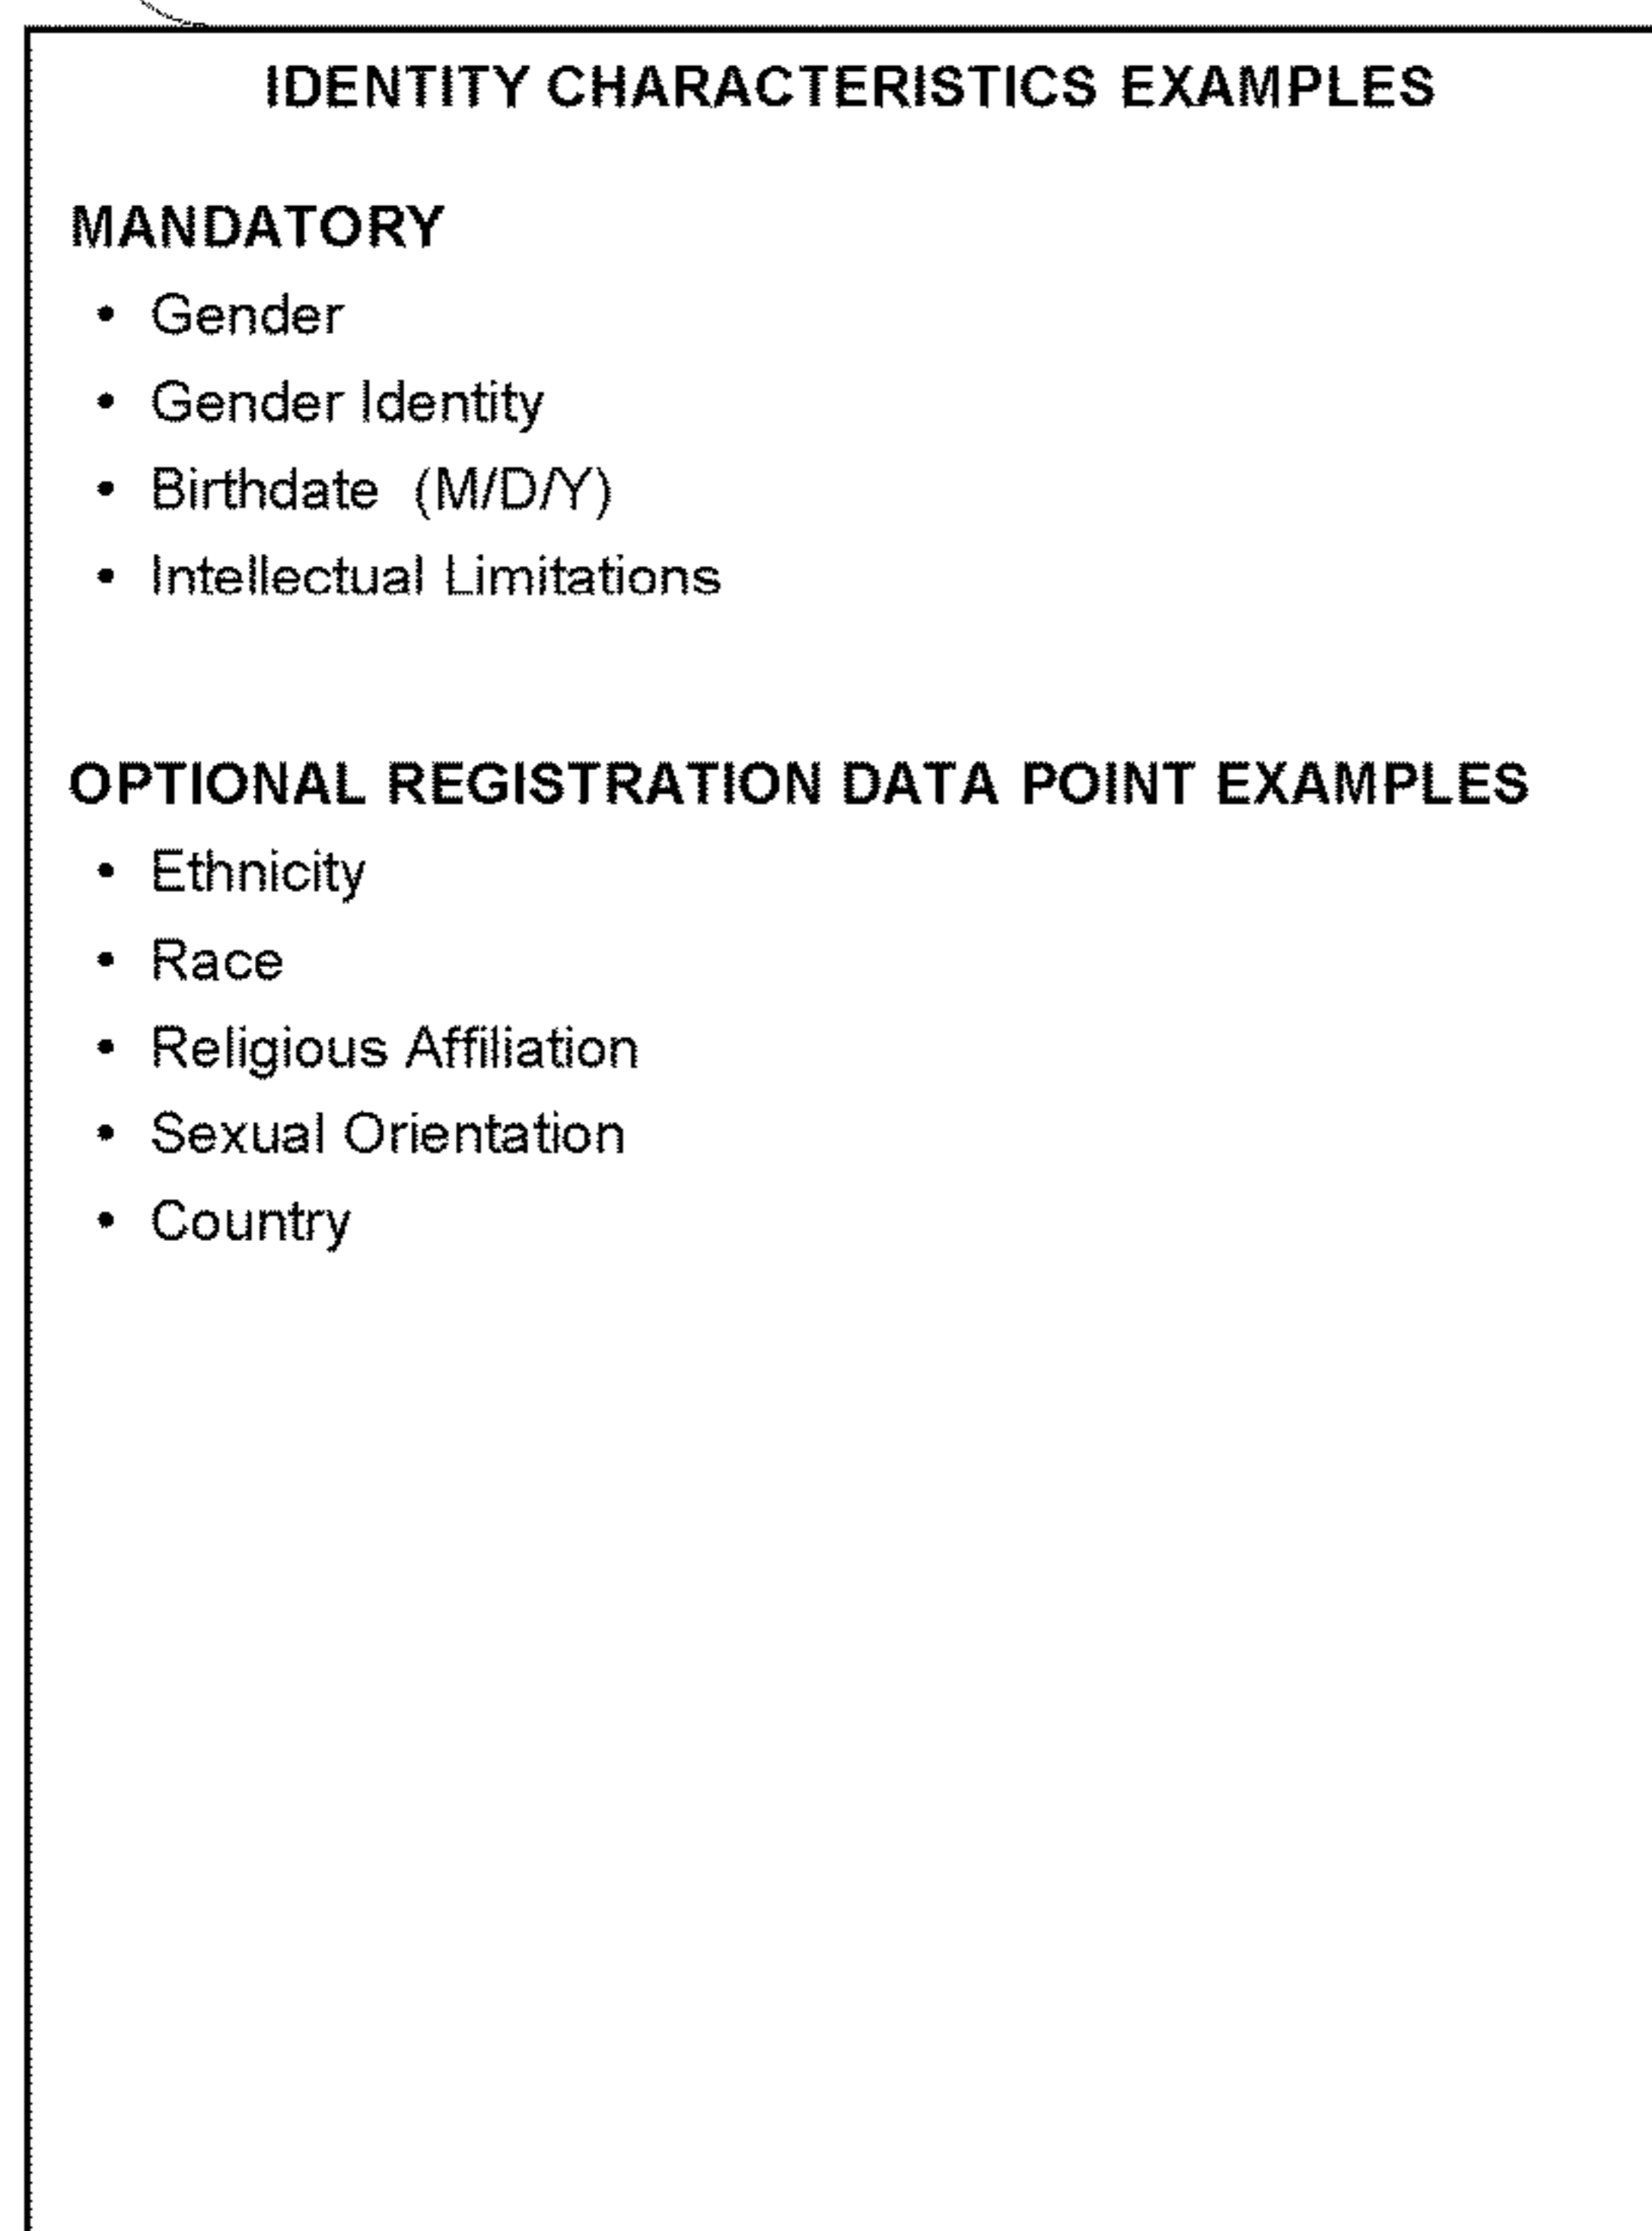 IDENTITY CHARACTERISTICS EXAMPLES
MANDATORY
• Gender
• Gender Identity
• Birthdate (M/D/Y)
• Intellectual Limitations
OPTIONAL REGISTRATION DATA POINT EXAMPLES
• Ethnicity
• Race
• Religious Affiliation
• Sexual Orientation
• Country